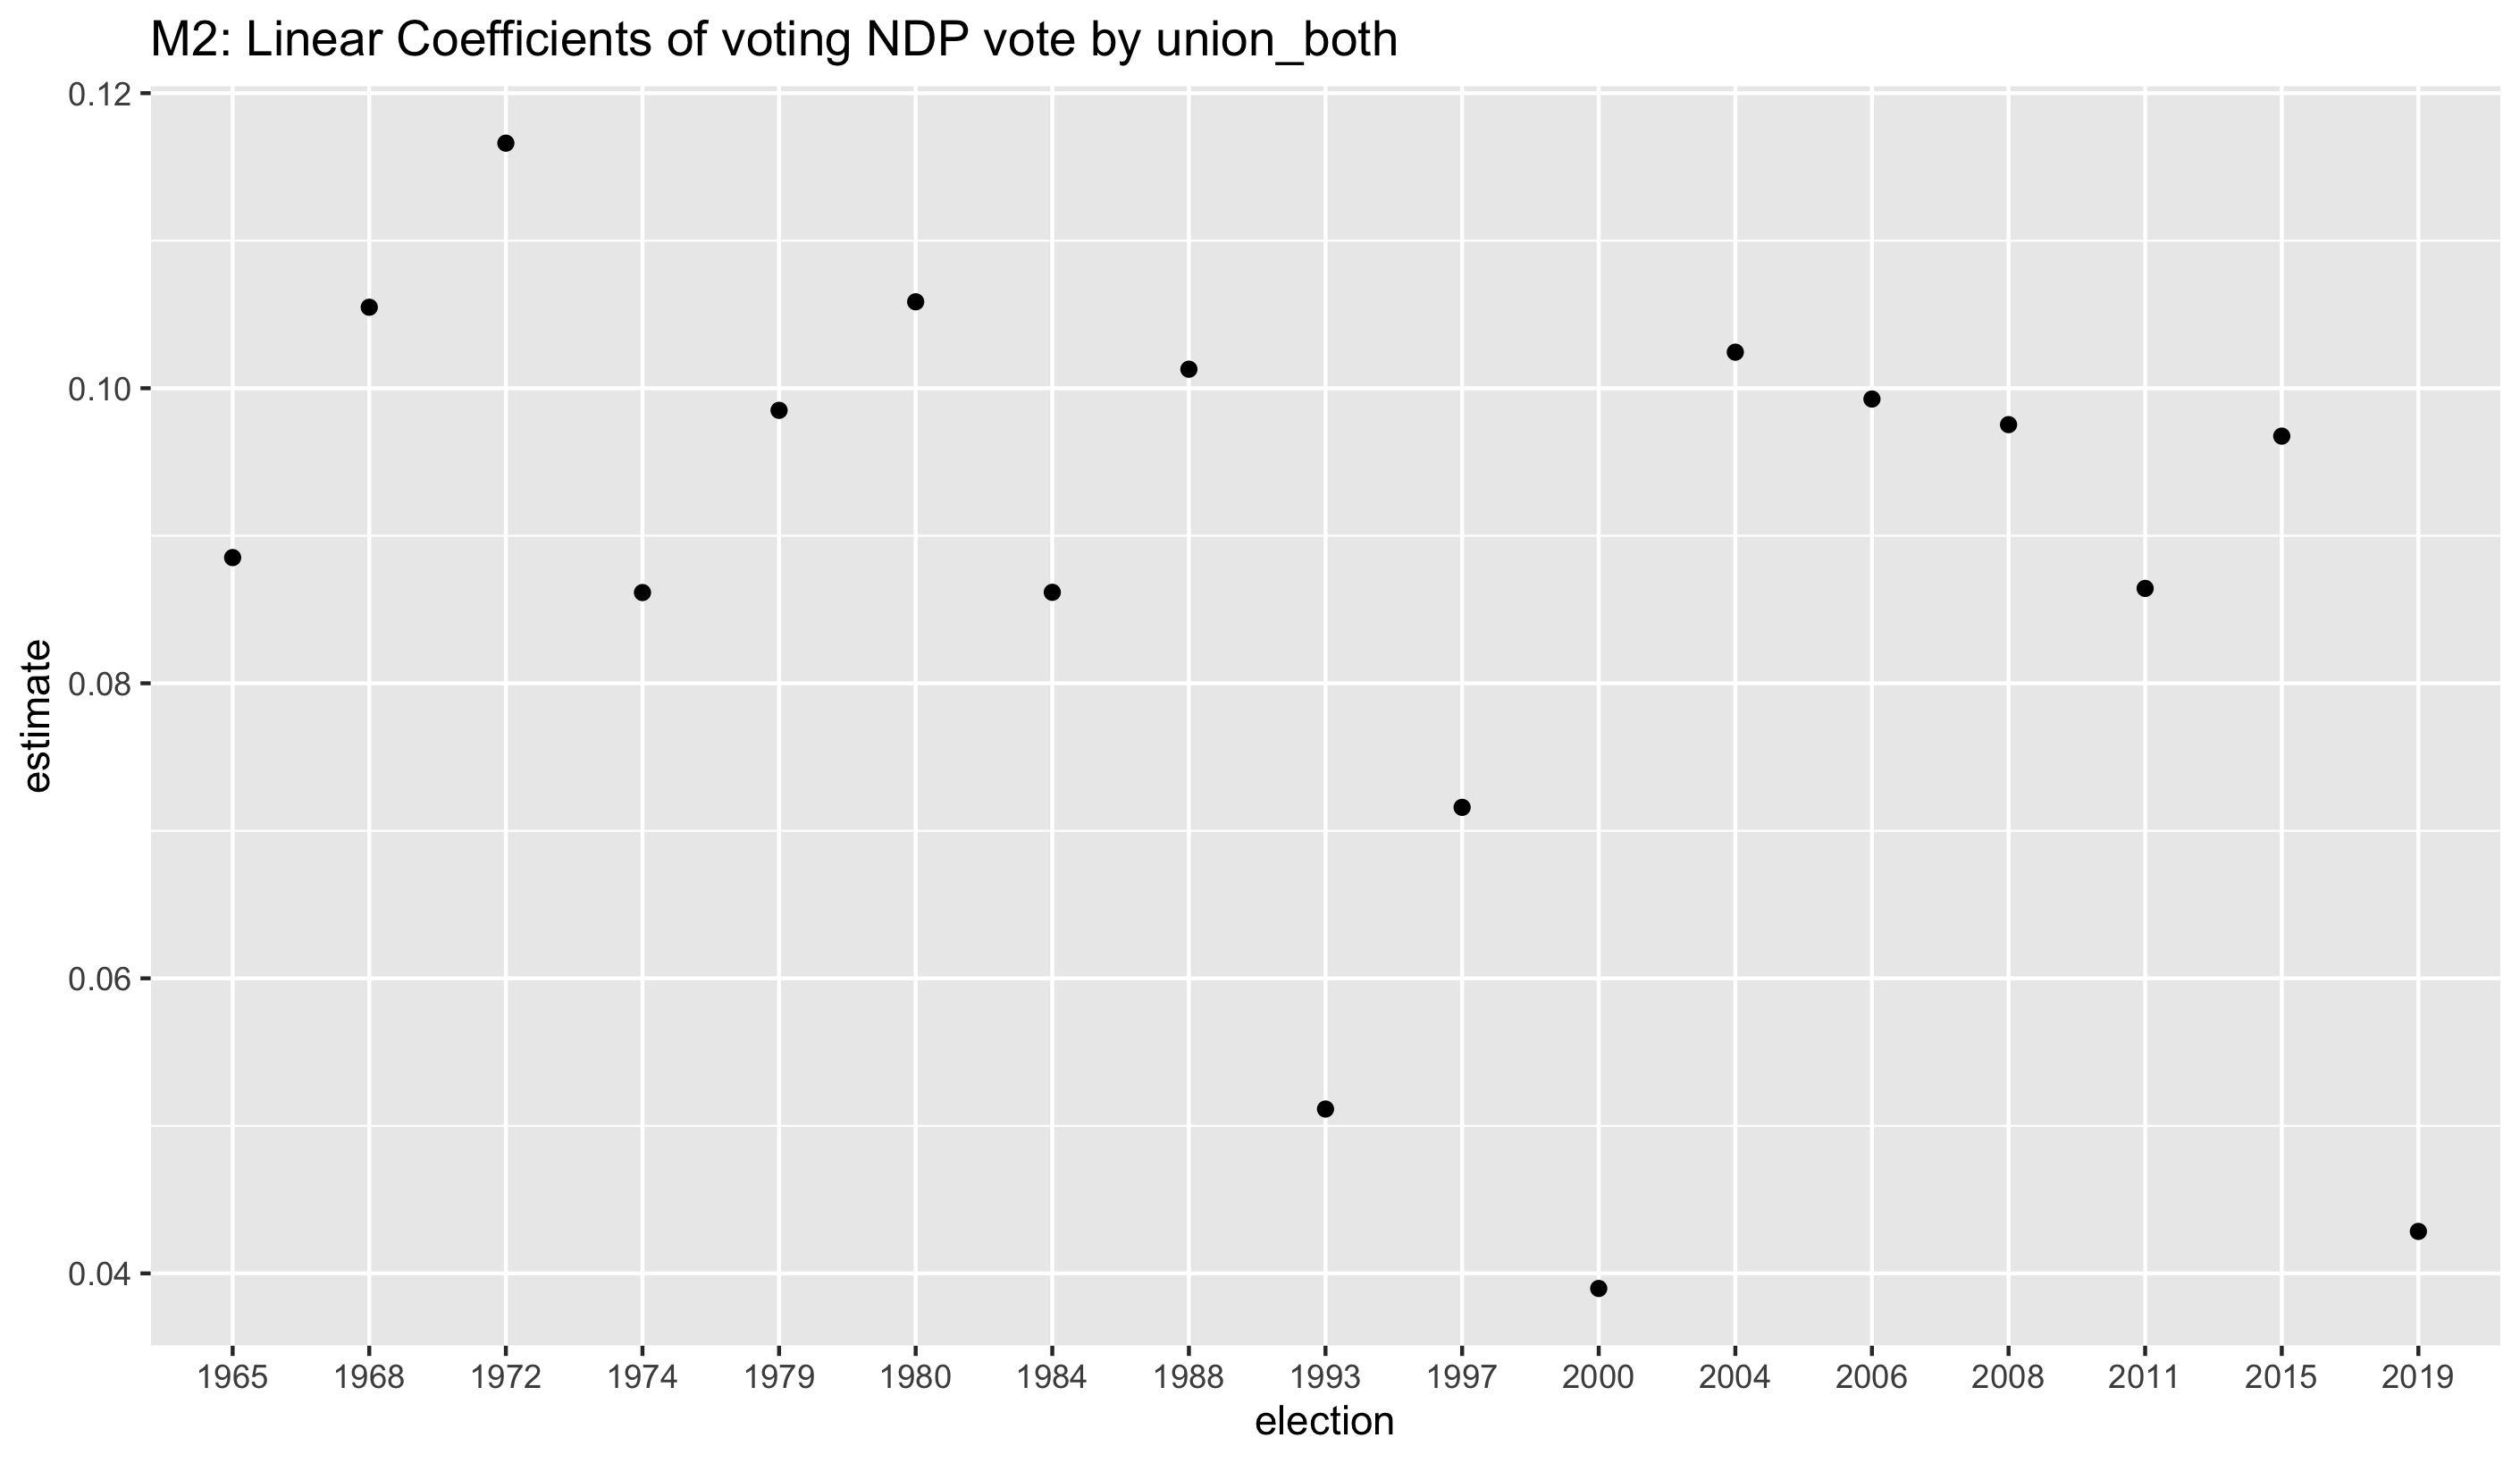 M2: Linear Coefficients of voting NDP vote by union_both
0.12
0.10
0.08
0.06
0.04
estimate
1965 1968 1972 1974 1979 1980 1984 1988 1993 1997 2000 2004 2006 2008 2011 2015 2019
election